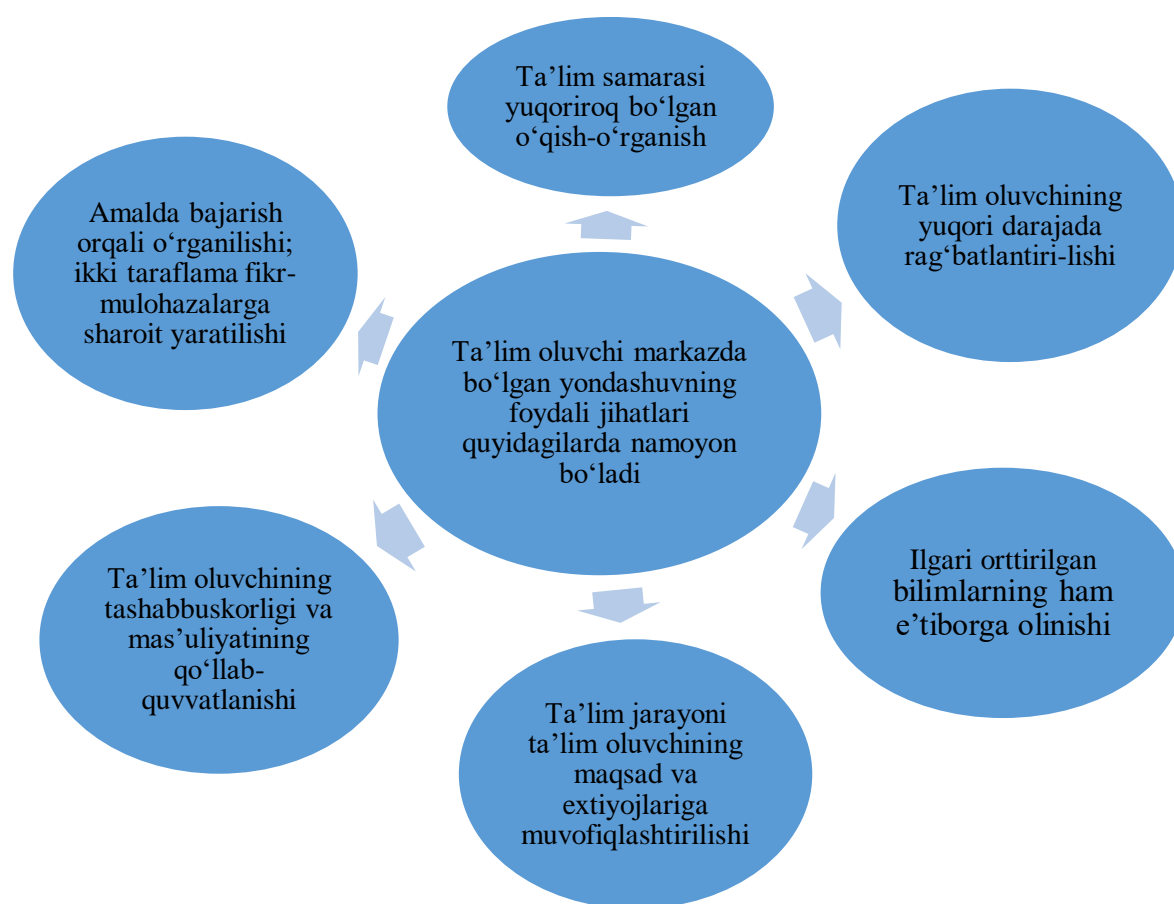 Ta’lim samarasi
yuqoriroq bo‘lgan
o‘qish-o‘rganish
Ta’lim oluvchining
yuqori darajada
rag‘batlantiri-lishi
Amalda bajarish
orqali o‘rganilishi;
ikki taraflama fikr-
mulohazalarga
sharoit yaratilishi
Ta’lim oluvchi markazda
bo‘lgan yondashuvning
foydali jihatlari
quyidagilarda namoyon
bo‘ladi
Ilgari orttirilgan
bilimlarning ham
e’tiborga olinishi
Ta’lim oluvchining
tashabbuskorligi va
mas’uliyatining
qo‘llab-
quvvatlanishi
Ta’lim jarayoni
ta’lim oluvchining
maqsad va
extiyojlariga
muvofiqlashtirilishi